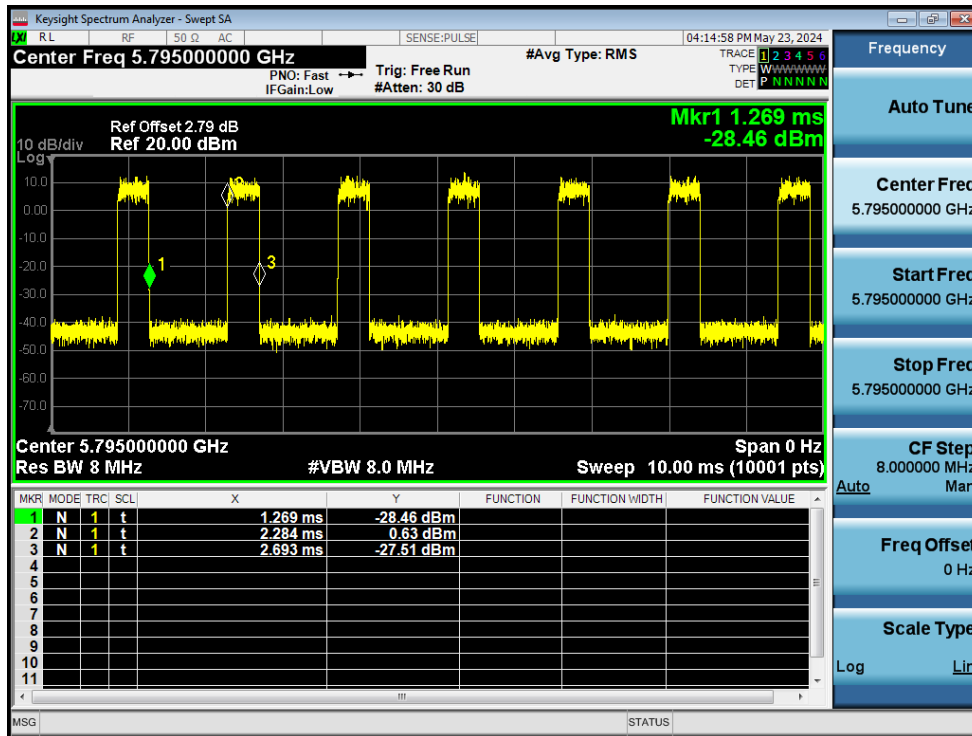 Keysight Spectrum Analyzer - Swept SA
LXI RL RF 50 Ω AC SENSE:PULSE 04:14:58 PM May 23, 2024
Center Freq 5.795000000 GHz
PNO: Fast
IFGain:Low
Trig: Free Run
#Atten: 30 dB
#Avg Type: RMS
TRACE 1 2 3 4 5 6
TYPE WWWWWW
DET P N N N N N
Mkr1 1.269 ms
-28.46 dBm
Ref Offset 2.79 dB
10 dB/div Ref 20.00 dBm
Log
10.0
0.00
-10.0
-20.0
-30.0
-40.0
-50.0
-60.0
-70.0
1
2
3
Center 5.795000000 GHz Span 0 Hz
Res BW 8 MHz #VBW 8.0 MHz Sweep 10.00 ms (10001 pts)
MKR MODE TRC SCL X Y FUNCTION FUNCTION WIDTH FUNCTION VALUE
1 N 1 t 1.269 ms -28.46 dBm
2 N 1 t 2.284 ms 0.63 dBm
3 N 1 t 2.693 ms -27.51 dBm
4
5
6
7
8
9
10
11
MSG STATUS
Frequency
Auto Tune
Center Freq
5.795000000 GHz
Start Freq
5.795000000 GHz
Stop Freq
5.795000000 GHz
CF Step
8.000000 MHz
Auto Man
Freq Offset
0 Hz
Scale Type
Log Lin